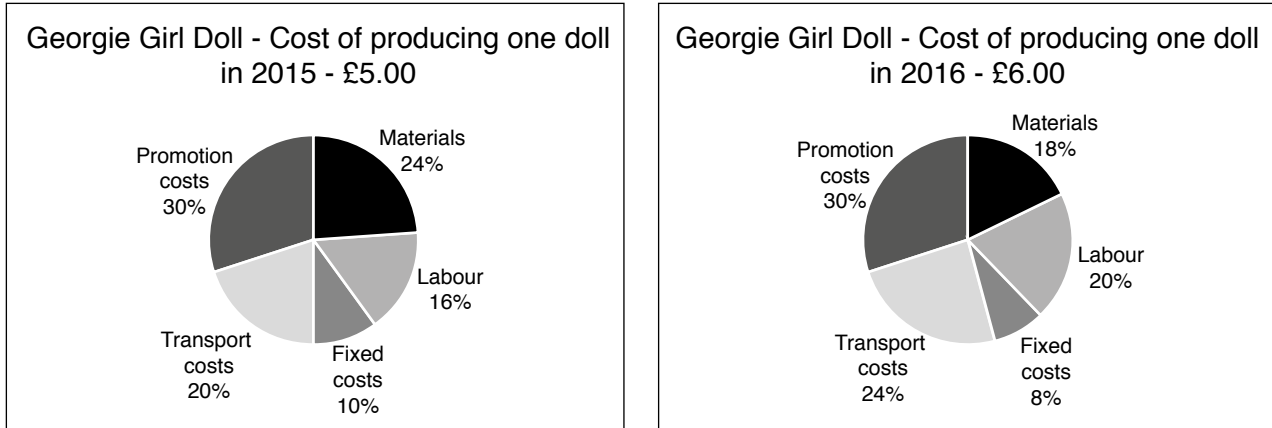 Georgie Girl Doll - Cost of producing one doll
in 2015 - £5.00
Materials
24%
Labour
16%
Fixed
costs
10%
Transport
costs
20%
Promotion
costs
30%
Georgie Girl Doll - Cost of producing one doll
in 2016 - £6.00
Materials
18%
Labour
20%
Fixed
costs
8%
Transport
costs
24%
Promotion
costs
30%